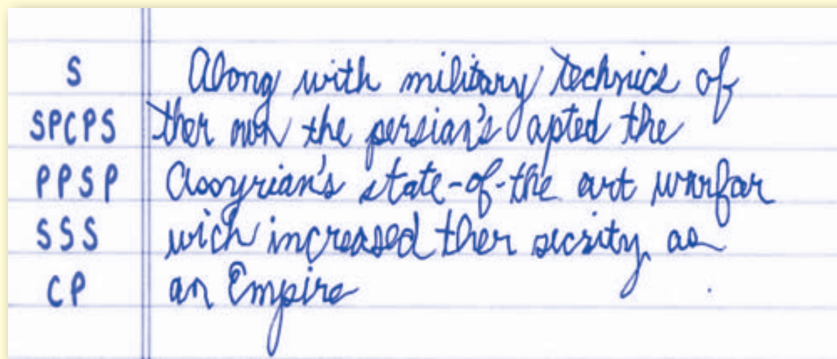 S Along with military technics of
SPCPS ther own the persian's apted the
PPSP Assyrian's state-of-the art warfar
SSS wich increased ther secrity as
CP an Empire